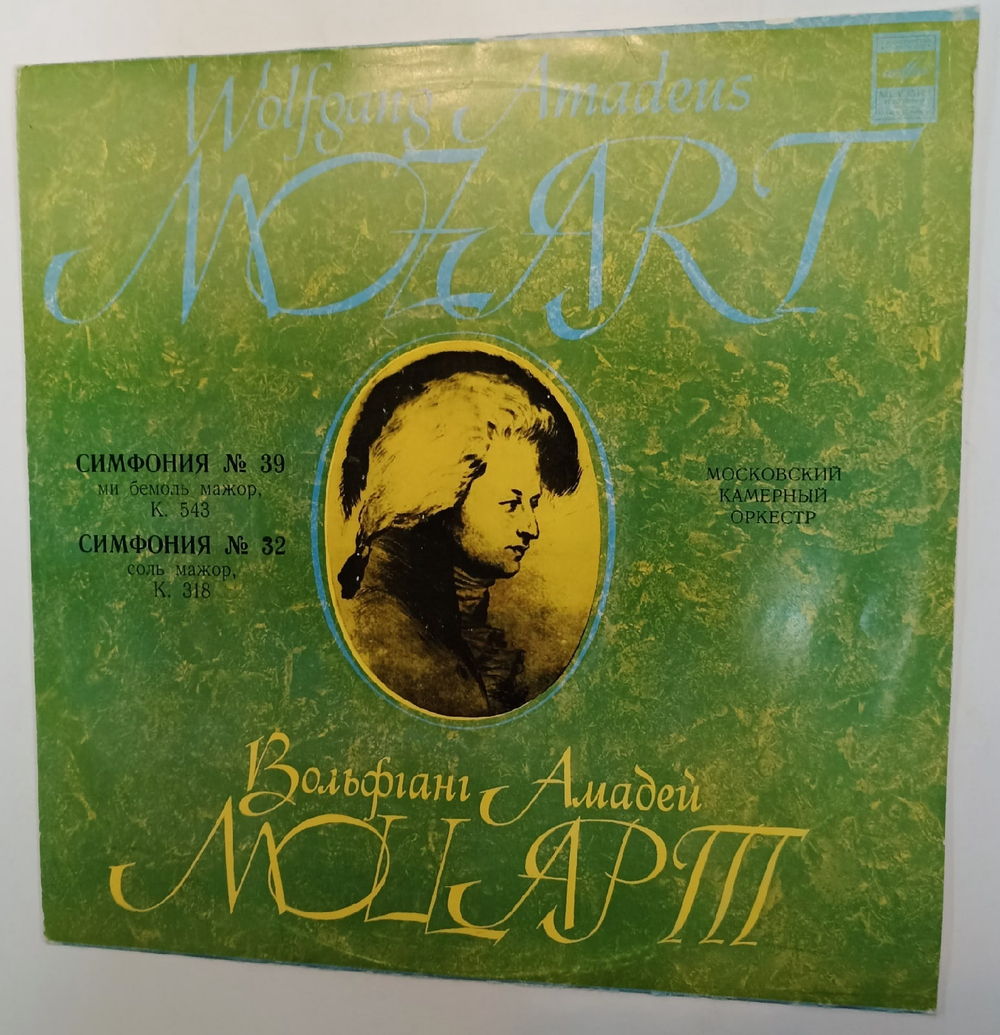 Wolfgang Amadeus
MOZART
СИМФОНИЯ № 39
ми бемоль мажор,
К. 543
СИМФОНИЯ № 32
соль мажор,
К. 318
МОСКОВСКИЙ
КАМЕРНЫЙ
ОРКЕСТР
Вольфганг Амадей
МОЦАРТ